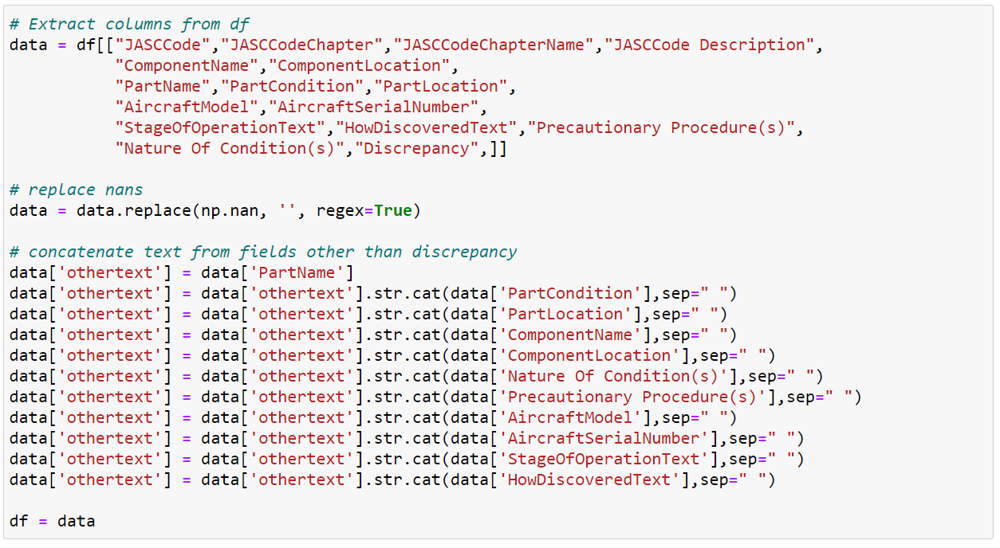 # Extract columns from df
data = df[["JASCCode","JASCCodeChapter","JASCCodeChapterName","JASCCode Description",
"ComponentName","ComponentLocation",
"PartName","PartCondition","PartLocation",
"AircraftModel","AircraftSerialNumber",
"StageOfOperationText","HowDiscoveredText","Precautionary Procedure(s)",
"Nature Of Condition(s)","Discrepancy",]]
# replace nans
data = data.replace(np.nan, '', regex=True)
# concatenate text from fields other than discrepancy
data['othertext'] = data['PartName']
data['othertext'] = data['othertext'].str.cat(data['PartCondition'],sep=" ")
data['othertext'] = data['othertext'].str.cat(data['PartLocation'],sep=" ")
data['othertext'] = data['othertext'].str.cat(data['ComponentName'],sep=" ")
data['othertext'] = data['othertext'].str.cat(data['ComponentLocation'],sep=" ")
data['othertext'] = data['othertext'].str.cat(data['Nature Of Condition(s)'],sep=" ")
data['othertext'] = data['othertext'].str.cat(data['Precautionary Procedure(s)'],sep=" ")
data['othertext'] = data['othertext'].str.cat(data['AircraftModel'],sep=" ")
data['othertext'] = data['othertext'].str.cat(data['AircraftSerialNumber'],sep=" ")
data['othertext'] = data['othertext'].str.cat(data['StageOfOperationText'],sep=" ")
data['othertext'] = data['othertext'].str.cat(data['HowDiscoveredText'],sep=" ")
df = data